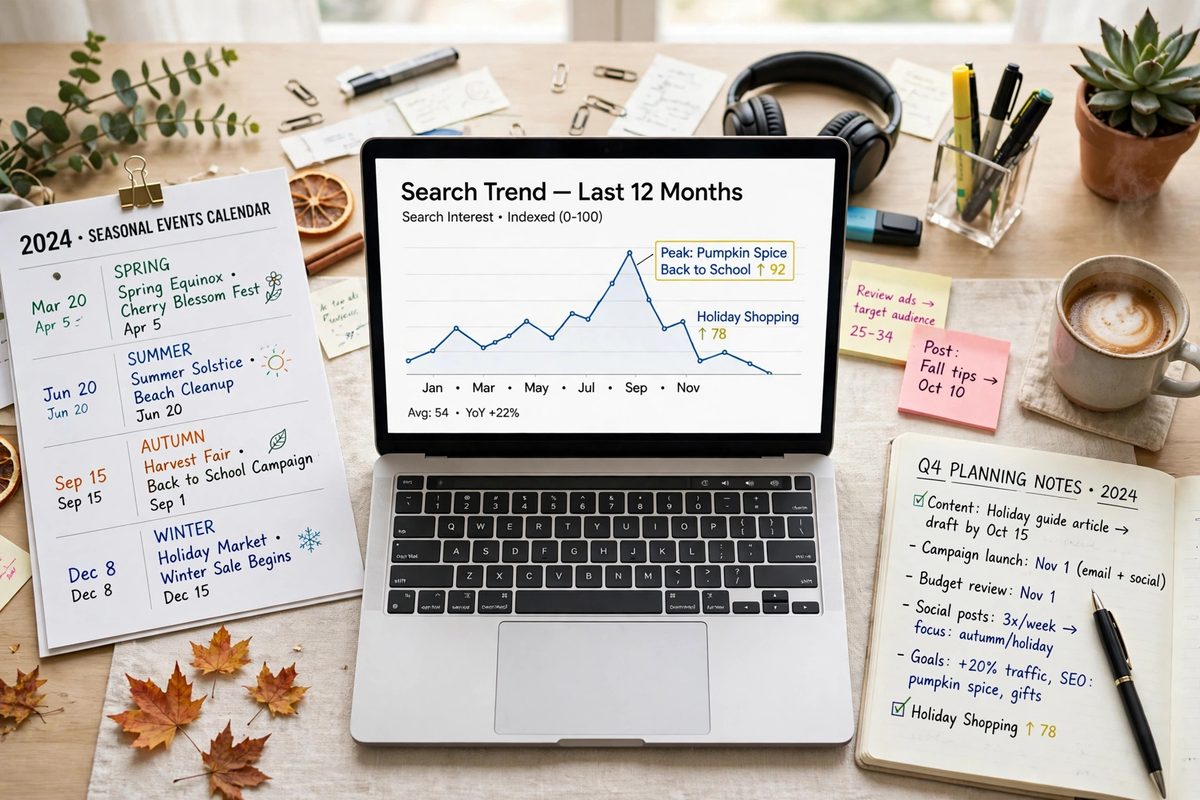 2024 • SEASONAL EVENTS CALENDAR
Mar 20
Apr 5
SPRING
Spring Equinox •
Cherry Blossom Fest
Apr 5
Jun 20
Jun 20
SUMMER
Summer Solstice •
Beach Cleanup
Jun 20
Sep 15
Sep 15
AUTUMN
Harvest Fair •
Back to School Campaign
Sep 1
Dec 8
Dec 8
WINTER
Holiday Market •
Winter Sale Begins
Dec 15
Search Trend — Last 12 Months
Search Interest • Indexed (0-100)
Peak: Pumpkin Spice
Back to School ↑ 92
Holiday Shopping
↑ 78
Jan • Mar • May • Jul • Sep • Nov
Avg: 54 • YoY +22%
Q W E R T Y U I O P
A S D F G H J K L
Z X C V B N M
Review ads →
target audience
25-34
Post:
Fall tips →
Oct 10
Q4 PLANNING NOTES • 2024
Content: Holiday guide article →
draft by Oct 15
- Campaign launch: Nov 1 (email + social)
- Budget review: Nov 1
- Social posts: 3x/week →
focus: autumm/holiday
- Goals: +20% traffic, SEO:
pumpkin spice, gifts
Holiday Shopping ↑ 78